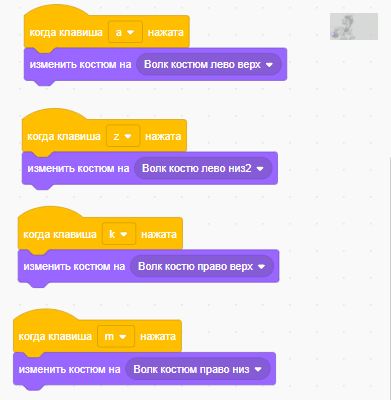 когда клавиша a нажата
изменить костюм на Волк костюм лево верх
когда клавиша z нажата
изменить костюм на Волк костю лево низ2
когда клавиша k нажата
изменить костюм на Волк костю право верх
когда клавиша m нажата
изменить костюм на Волк костюм право низ